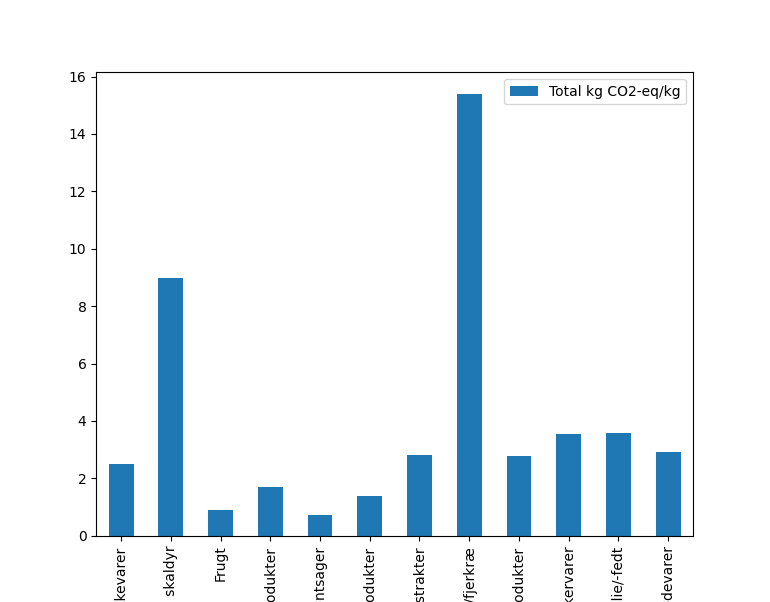 16
14
12
10
8
6
4
2
0
Total kg CO2-eq/kg
kevarer
skaldyr
Frugt
odukter
ntsager
odukter
strakter
/fjerkræ
odukter
kervarer
lie/-fedt
devarer